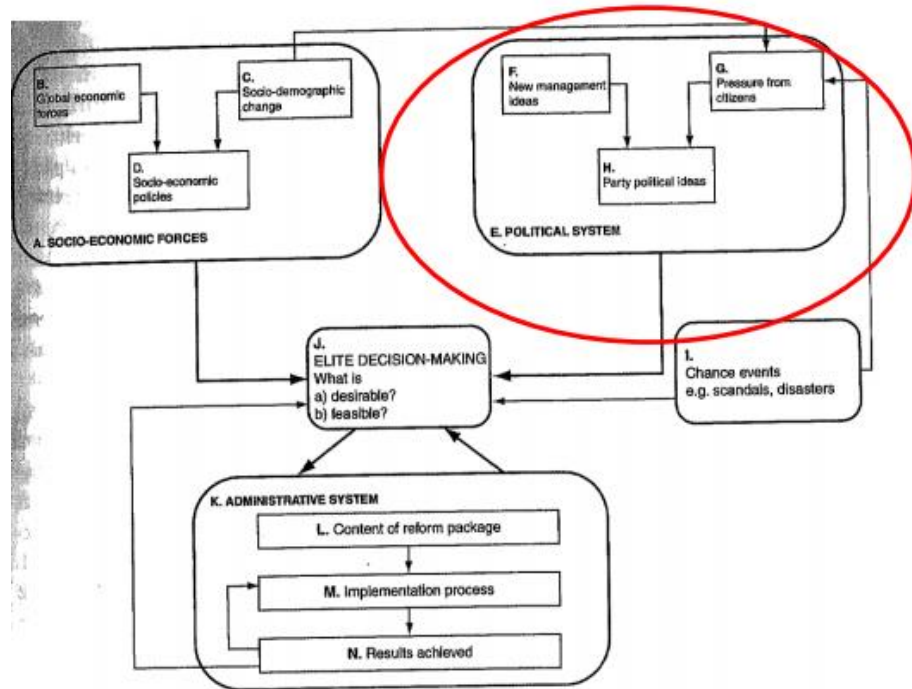 B.
Global economic
forces
C.
Socio-demographic
change
D.
Socio-economic
policies
A. SOCIO-ECONOMIC FORCES
F.
New management
ideas
G.
Pressure from
citizens
H.
Party political ideas
E. POLITICAL SYSTEM
J.
ELITE DECISION-MAKING
What is
a) desirable?
b) feasible?
I.
Chance events
e.g. scandals, disasters
K. ADMINISTRATIVE SYSTEM
L. Content of reform package
M. Implementation process
N. Results achieved